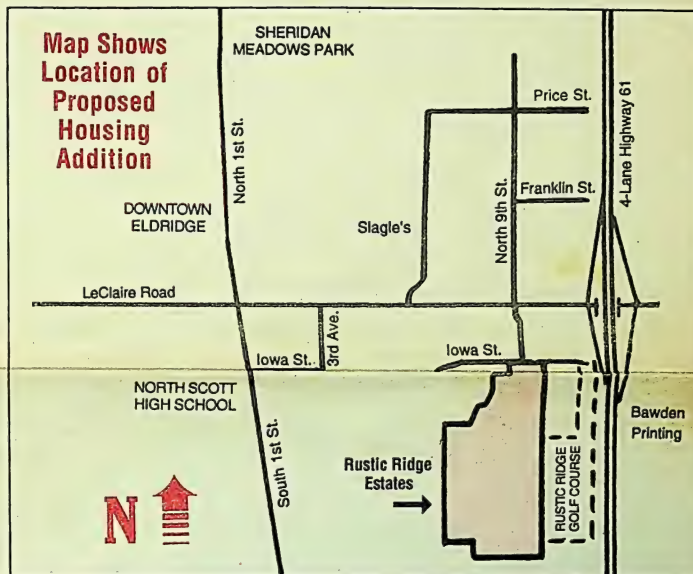 Map Shows
Location of
Proposed
Housing
Addition
SHERIDAN
MEADOWS PARK
North 1st St.
Price St.
4-Lane Highway 61
Franklin St.
North 9th St.
DOWNTOWN
ELDRIDGE
Slagle's
LeClaire Road
3rd Ave.
Iowa St.
Iowa St.
NORTH SCOTT
HIGH SCHOOL
South 1st St.
Bawden
Printing
Rustic Ridge
Estates
RUSTIC RIDGE
GOLF COURSE
N